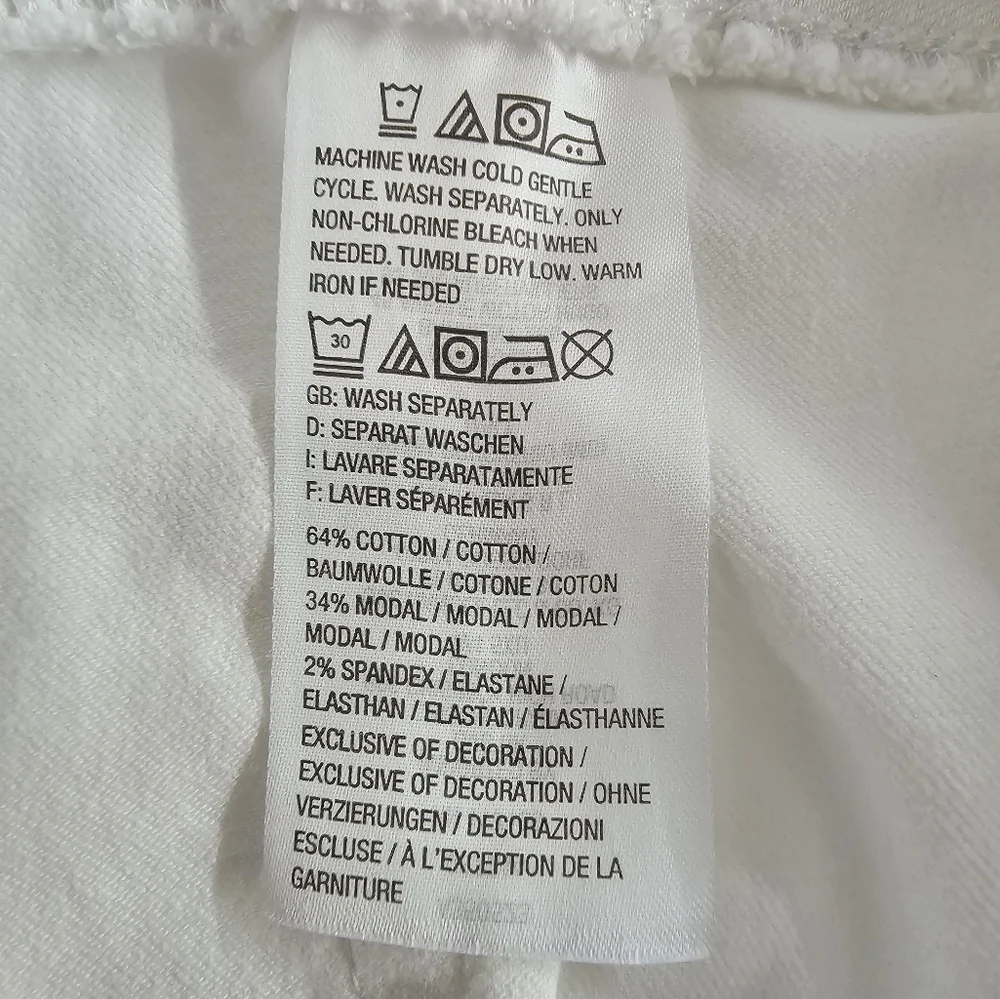 MACHINE WASH COLD GENTLE
CYCLE. WASH SEPARATELY. ONLY
NON-CHLORINE BLEACH WHEN
NEEDED. TUMBLE DRY LOW. WARM
IRON IF NEEDED
30
GB: WASH SEPARATELY
D: SEPARAT WASCHEN
I: LAVARE SEPARATAMENTE
F: LAVER SÉPARÉMENT
64% COTTON / COTTON /
BAUMWOLLE / COTONE / COTON
34% MODAL / MODAL / MODAL /
MODAL / MODAL
2% SPANDEX / ELASTANE /
ELASTHAN / ELASTAN / ÉLASTHANNE
EXCLUSIVE OF DECORATION /
EXCLUSIVE OF DECORATION / OHNE
VERZIERUNGEN / DECORAZIONI
ESCLUSE / À L'EXCEPTION DE LA
GARNITURE